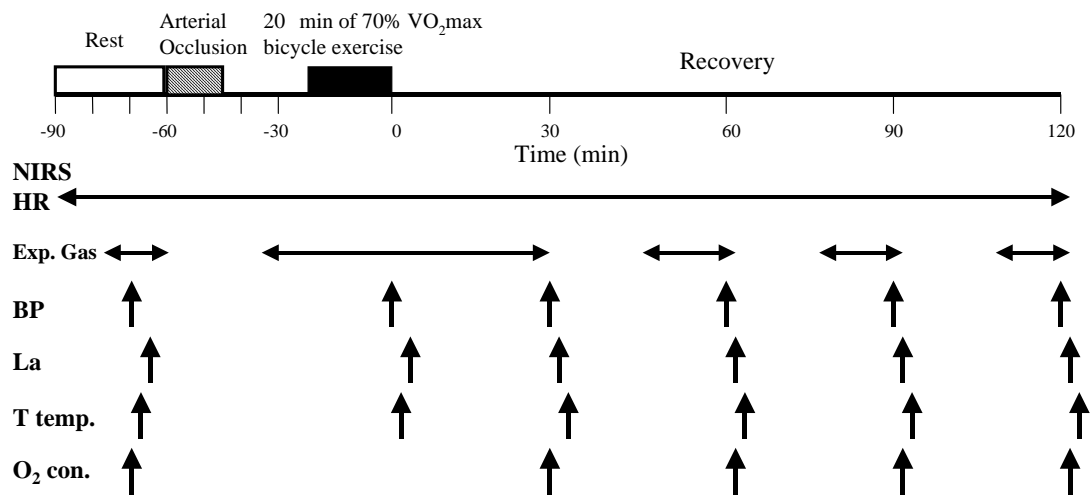 Rest
Arterial Occlusion
20 min of 70% VO2max bicycle exercise
Recovery
-90 -60 -30 0 30 60 90 120
Time (min)
NIRS
HR
Exp. Gas
BP
La
T temp.
O2 con.